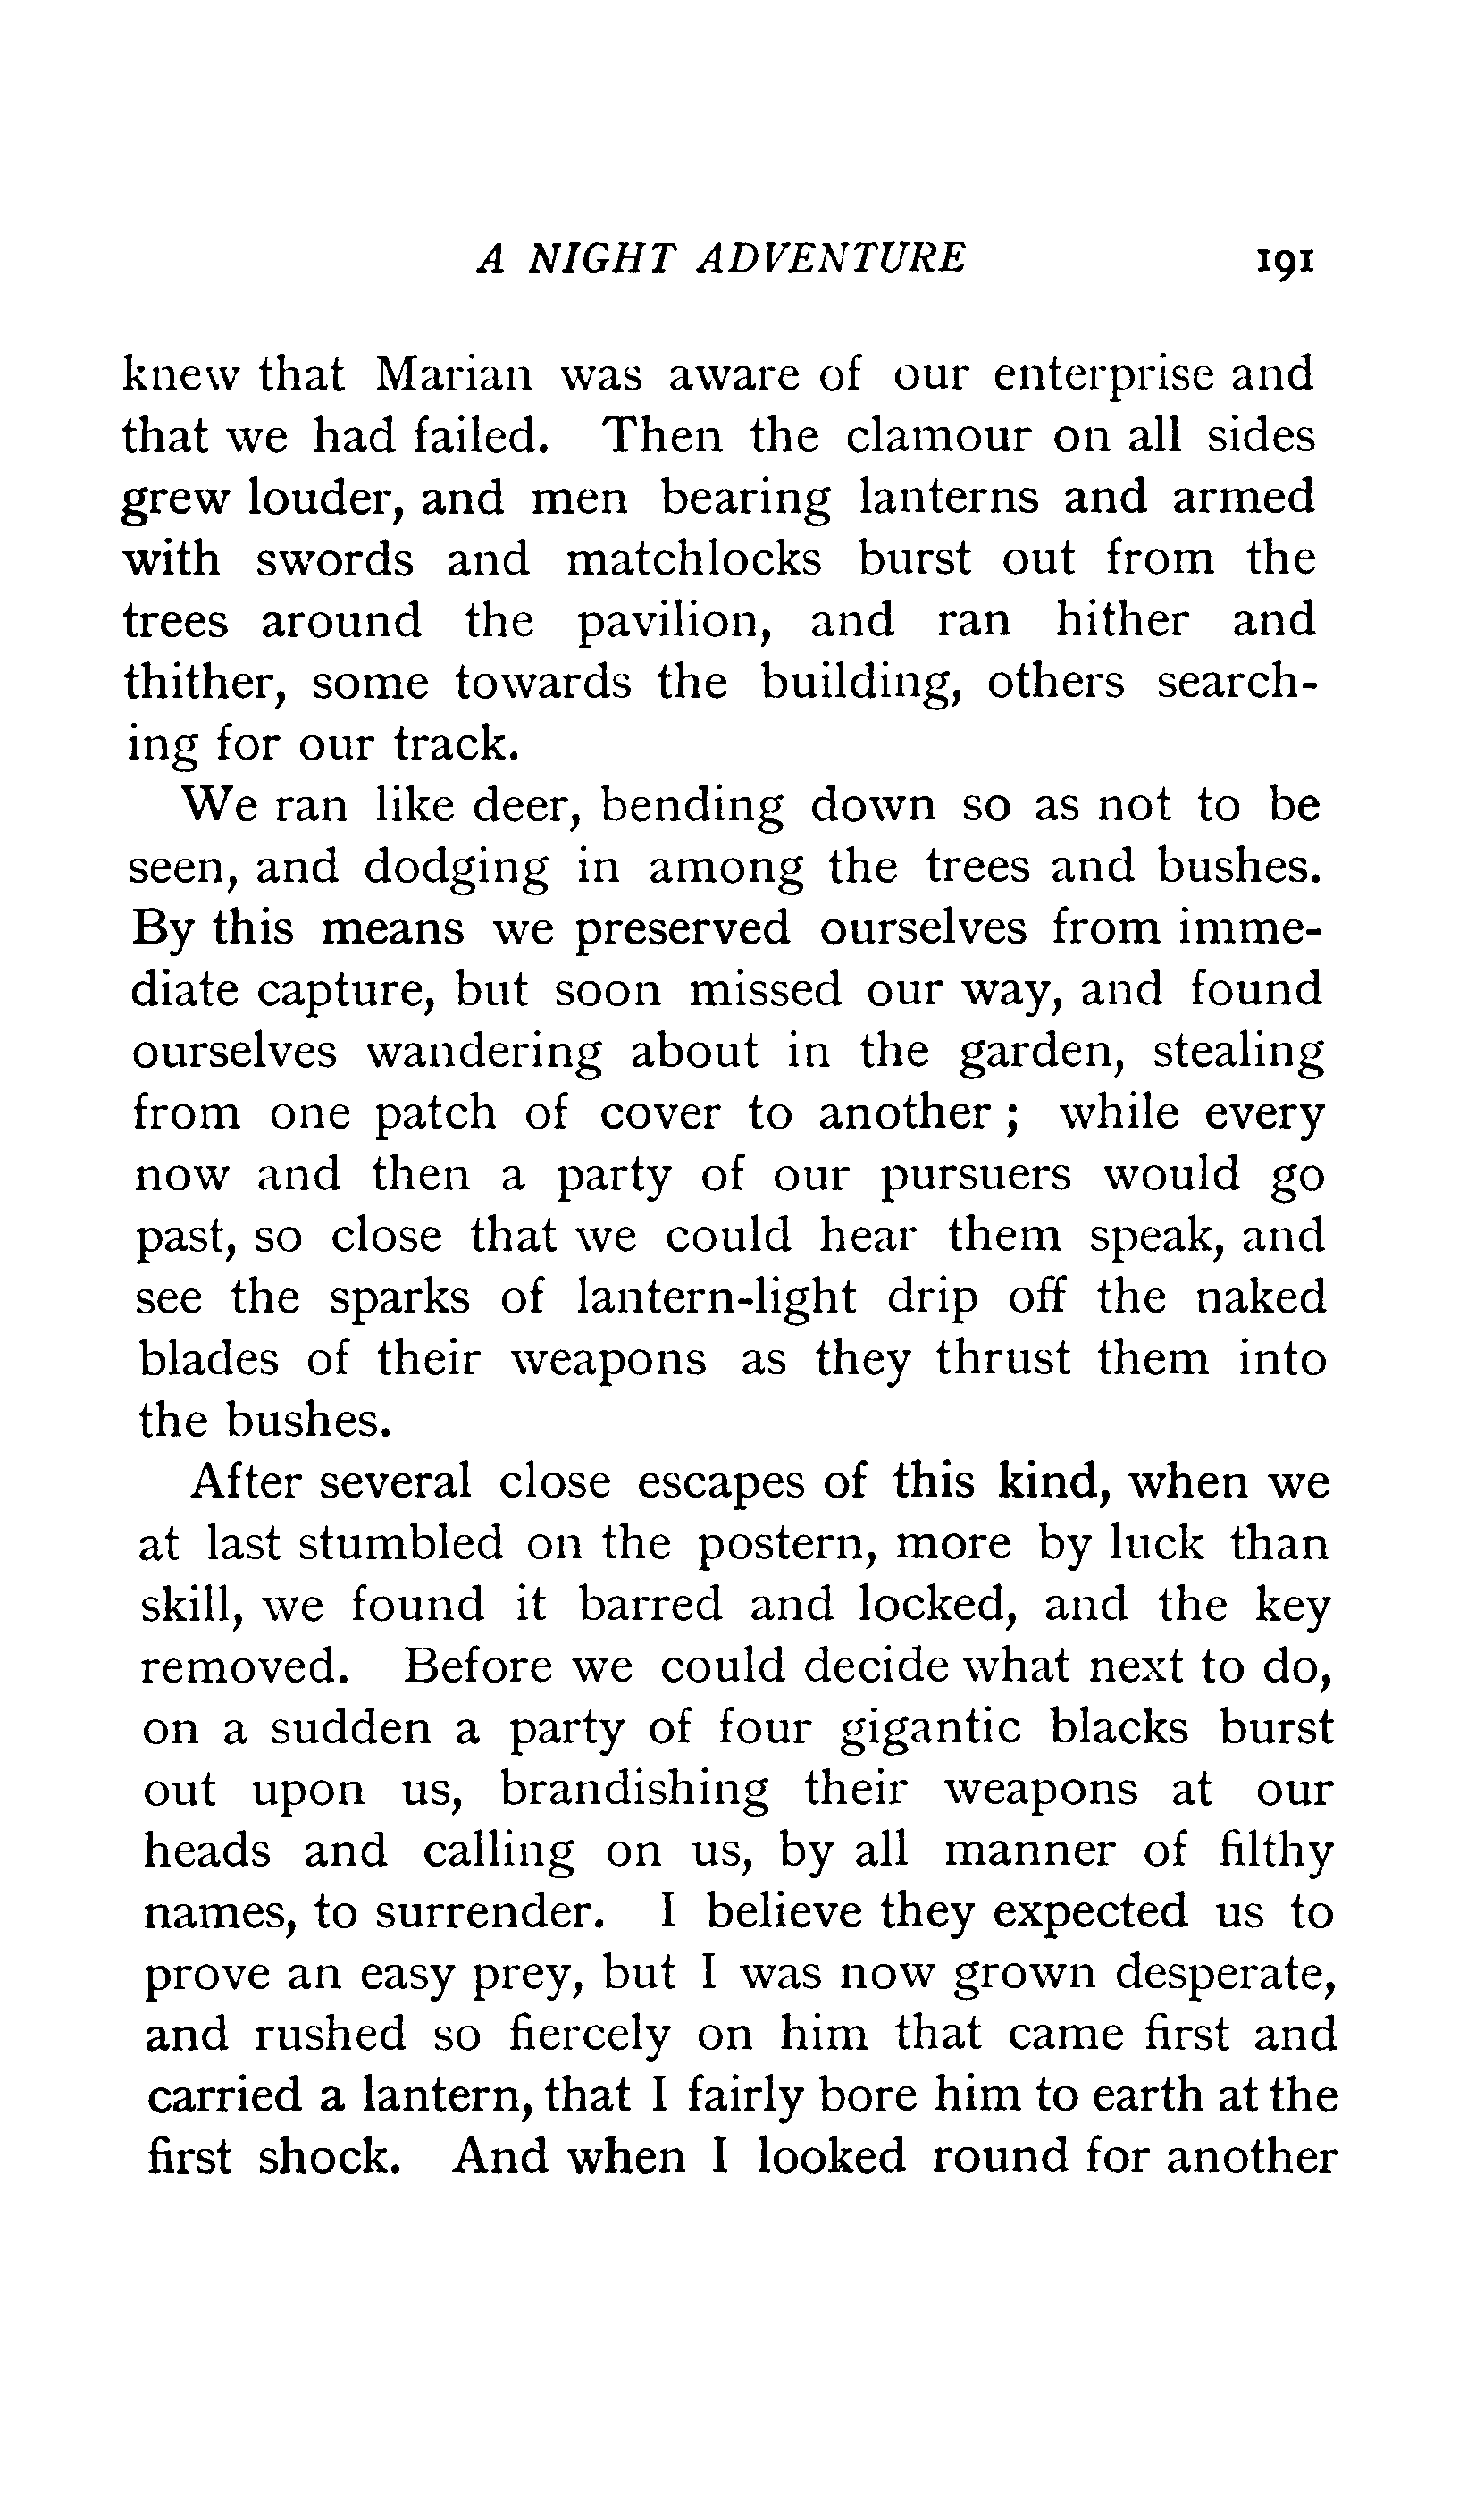 A NIGHT ADVENTURE 191
knew that Marian was aware of our enterprise and
that we had failed. Then the clamour on all sides
grew louder, and men bearing lanterns and armed
with swords and matchlocks burst out from the
trees around the pavilion, and ran hither and
thither, some towards the building, others search-
ing for our track.
We ran like deer, bending down so as not to be
seen, and dodging in among the trees and bushes.
By this means we preserved ourselves from imme-
diate capture, but soon missed our way, and found
ourselves wandering about in the garden, stealing
from one patch of cover to another ; while every
now and then a party of our pursuers would go
past, so close that we could hear them speak, and
see the sparks of lantern-light drip off the naked
blades of their weapons as they thrust them into
the bushes.
After several close escapes of this kind, when we
at last stumbled on the postern, more by luck than
skill, we found it barred and locked, and the key
removed. Before we could decide what next to do,
on a sudden a party of four gigantic blacks burst
out upon us, brandishing their weapons at our
heads and calling on us, by all manner of filthy
names, to surrender. I believe they expected us to
prove an easy prey, but I was now grown desperate,
and rushed so fiercely on him that came first and
carried a lantern, that I fairly bore him to earth at the
first shock. And when I looked round for another